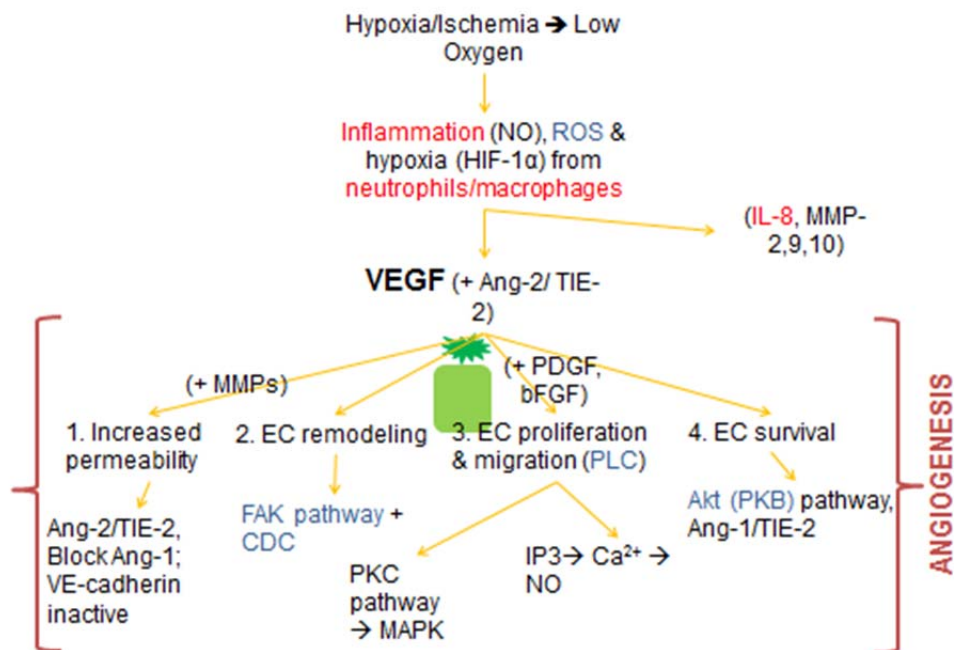 Hypoxia/Ischemia → Low
Oxygen
Inflammation (NO), ROS &
hypoxia (HIF-1α) from
neutrophils/macrophages
(IL-8, MMP-
2,9,10)
VEGF (+ Ang-2/ TIE-
2)
(+ MMPs)
(+ PDGF,
bFGF)
1. Increased
permeability
2. EC remodeling
3. EC proliferation
& migration (PLC)
4. EC survival
Ang-2/TIE-2,
Block Ang-1;
VE-cadherin
inactive
FAK pathway +
CDC
PKC
pathway
→ MAPK
IP3→ Ca²⁺ →
NO
Akt (PKB) pathway,
Ang-1/TIE-2
ANGIOGENESIS